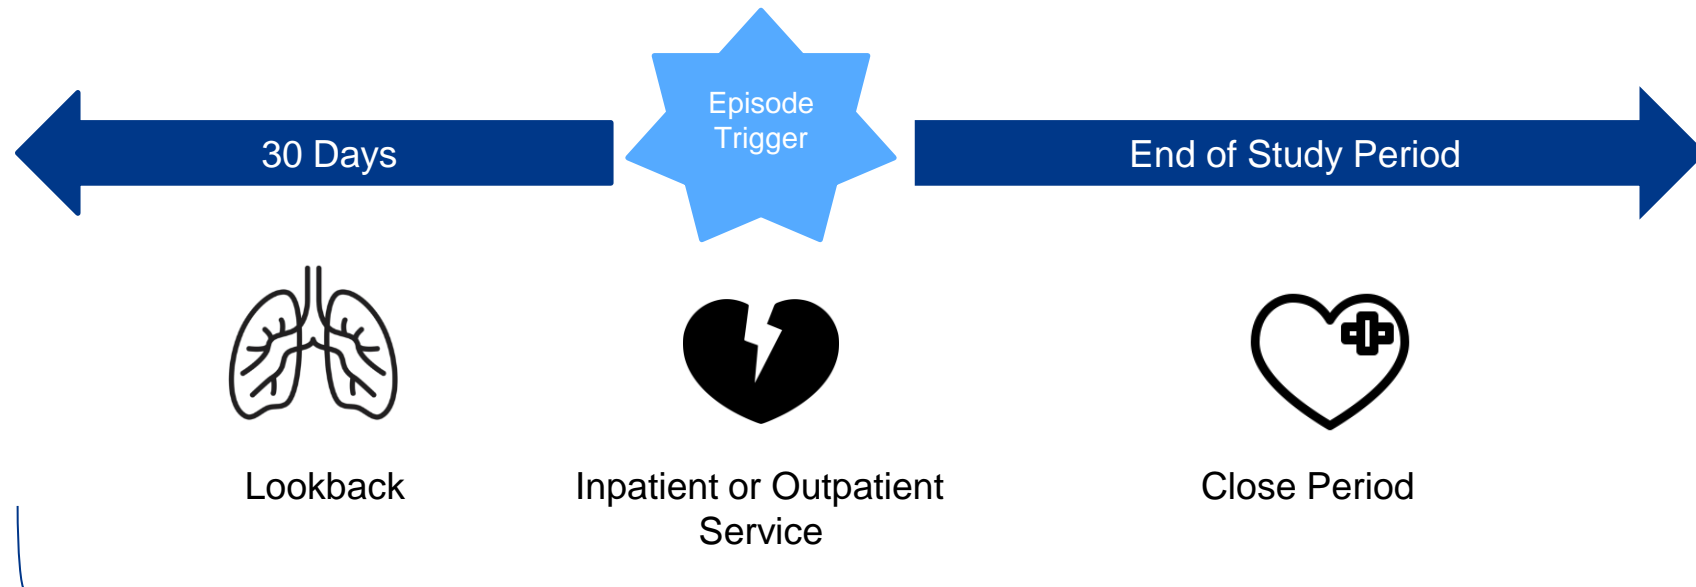 Episode
Trigger
30 Days
End of Study Period
Lookback
Inpatient or Outpatient
Service
Close Period